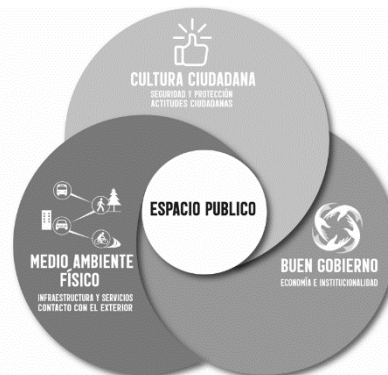 CULTURA CIUDADANA
SEGURIDAD Y PROTECCIÓN
ACTITUDES CIUDADANAS
ESPACIO PUBLICO
MEDIO AMBIENTE
FÍSICO
INFRAESTRUCTURA Y SERVICIOS
CONTACTO CON EL EXTERIOR
BUEN GOBIERNO
ECONOMÍA E INSTITUCIONALIDAD